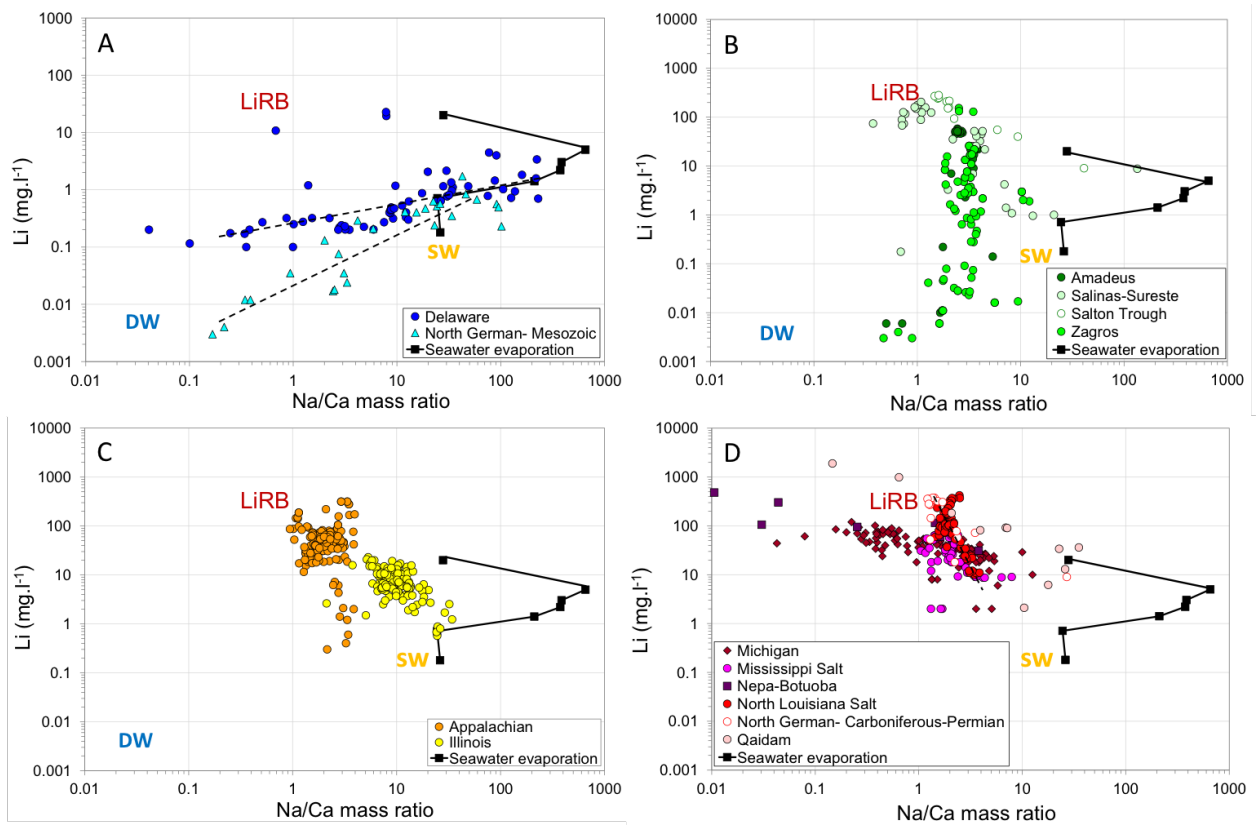 A
1000
100
10
1
0.1
0.01
0.001
Li (mg.l-1)
LiRB
SW
DW
Delaware
North German- Mesozoic
Seawater evaporation
0.01 0.1 1 10 100 1000
Na/Ca mass ratio
B
10000
1000
100
10
1
0.1
0.01
0.001
Li (mg.l-1)
LiRB
SW
DW
Amadeus
Salinas-Sureste
Salton Trough
Zagros
Seawater evaporation
0.01 0.1 1 10 100 1000
Na/Ca mass ratio
C
10000
1000
100
10
1
0.1
0.01
0.001
Li (mg.l-1)
LiRB
SW
DW
Appalachian
Illinois
Seawater evaporation
0.01 0.1 1 10 100 1000
Na/Ca mass ratio
D
10000
1000
100
10
1
0.1
0.01
0.001
Li (mg.l-1)
LiRB
SW
Michigan
Mississippi Salt
Nepa-Botuoba
North Louisiana Salt
North German- Carboniferous-Permian
Qaidam
Seawater evaporation
0.01 0.1 1 10 100 1000
Na/Ca mass ratio